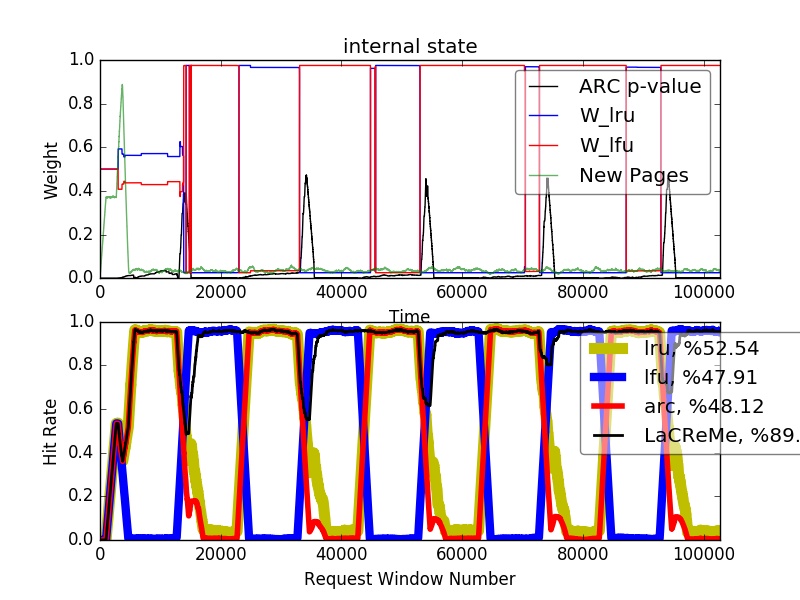 internal state
1.0
0.8
0.6
0.4
0.2
0.0
Weight
ARC p-value
W_lru
W_lfu
New Pages
0 20000 40000 60000 80000 100000
Time
1.0
0.8
0.6
0.4
0.2
0.0
Hit Rate
lru, %52.54
lfu, %47.91
arc, %48.12
LaCReMe, %89.
0 20000 40000 60000 80000 100000
Request Window Number